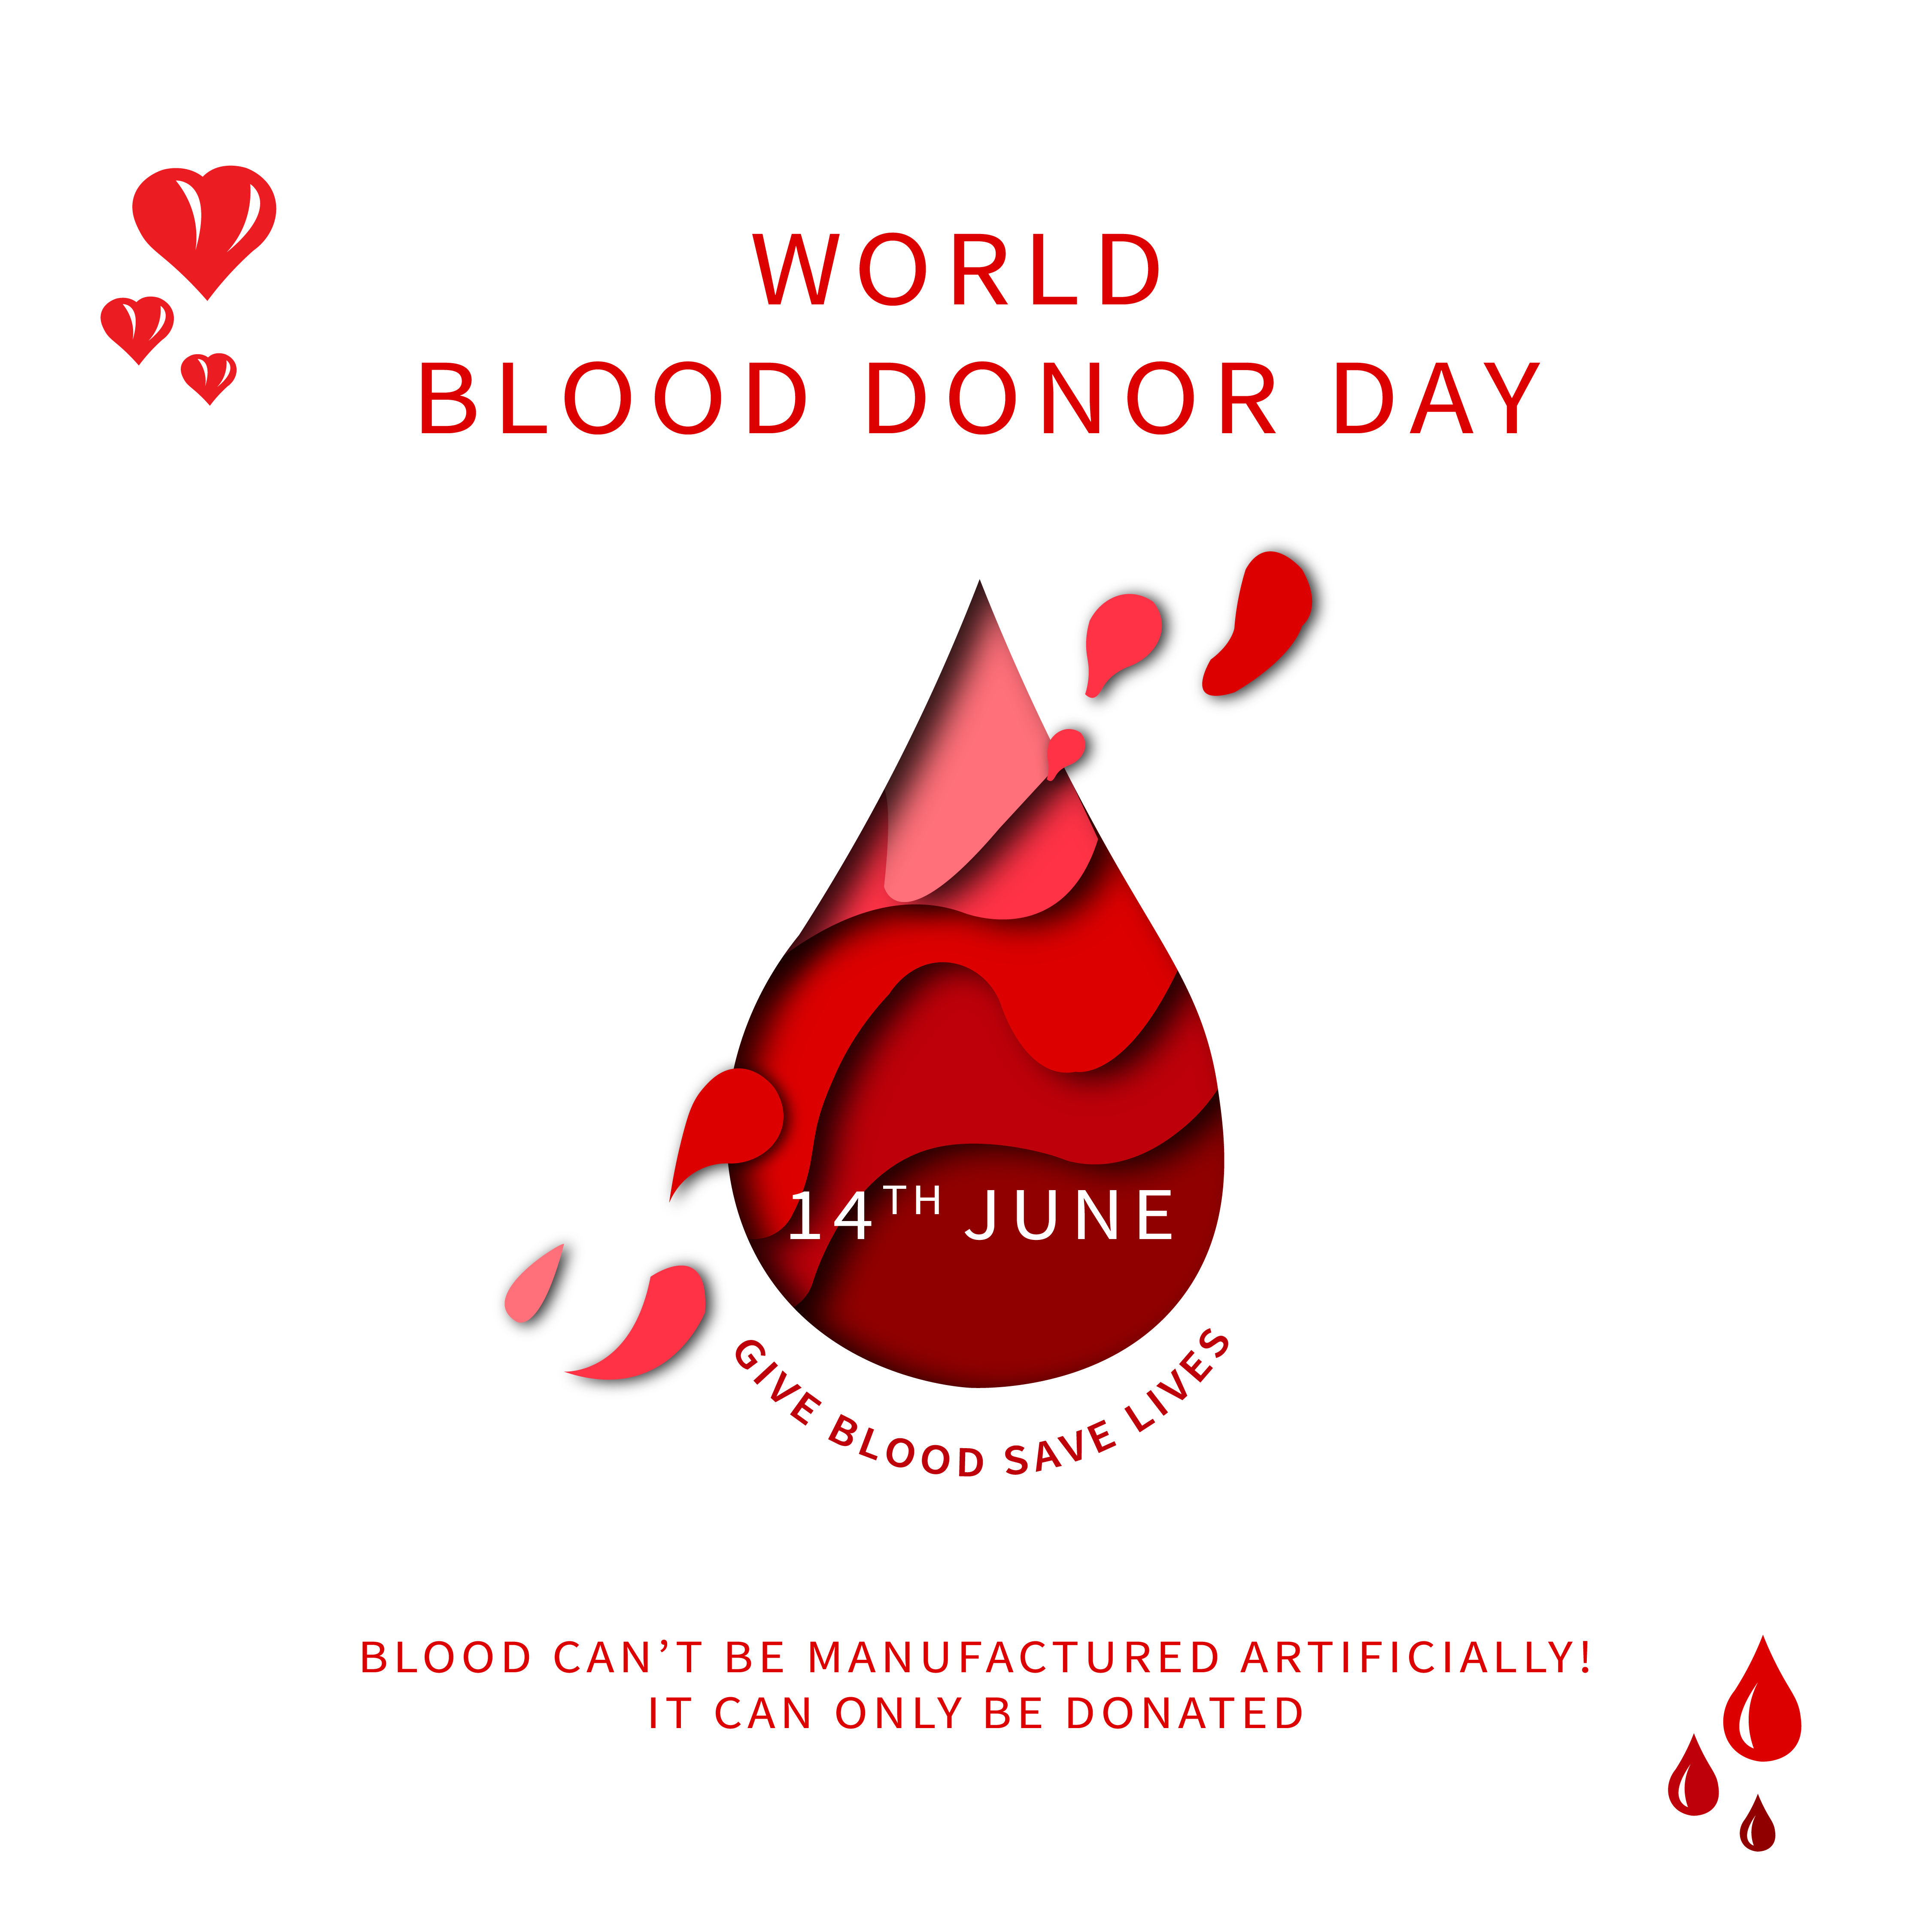 WORLD
BLOOD DONOR DAY
14TH JUNE
GIVE BLOOD SAVE LIVES
BLOOD CAN’T BE MANUFACTURED ARTIFICIALLY!
IT CAN ONLY BE DONATED